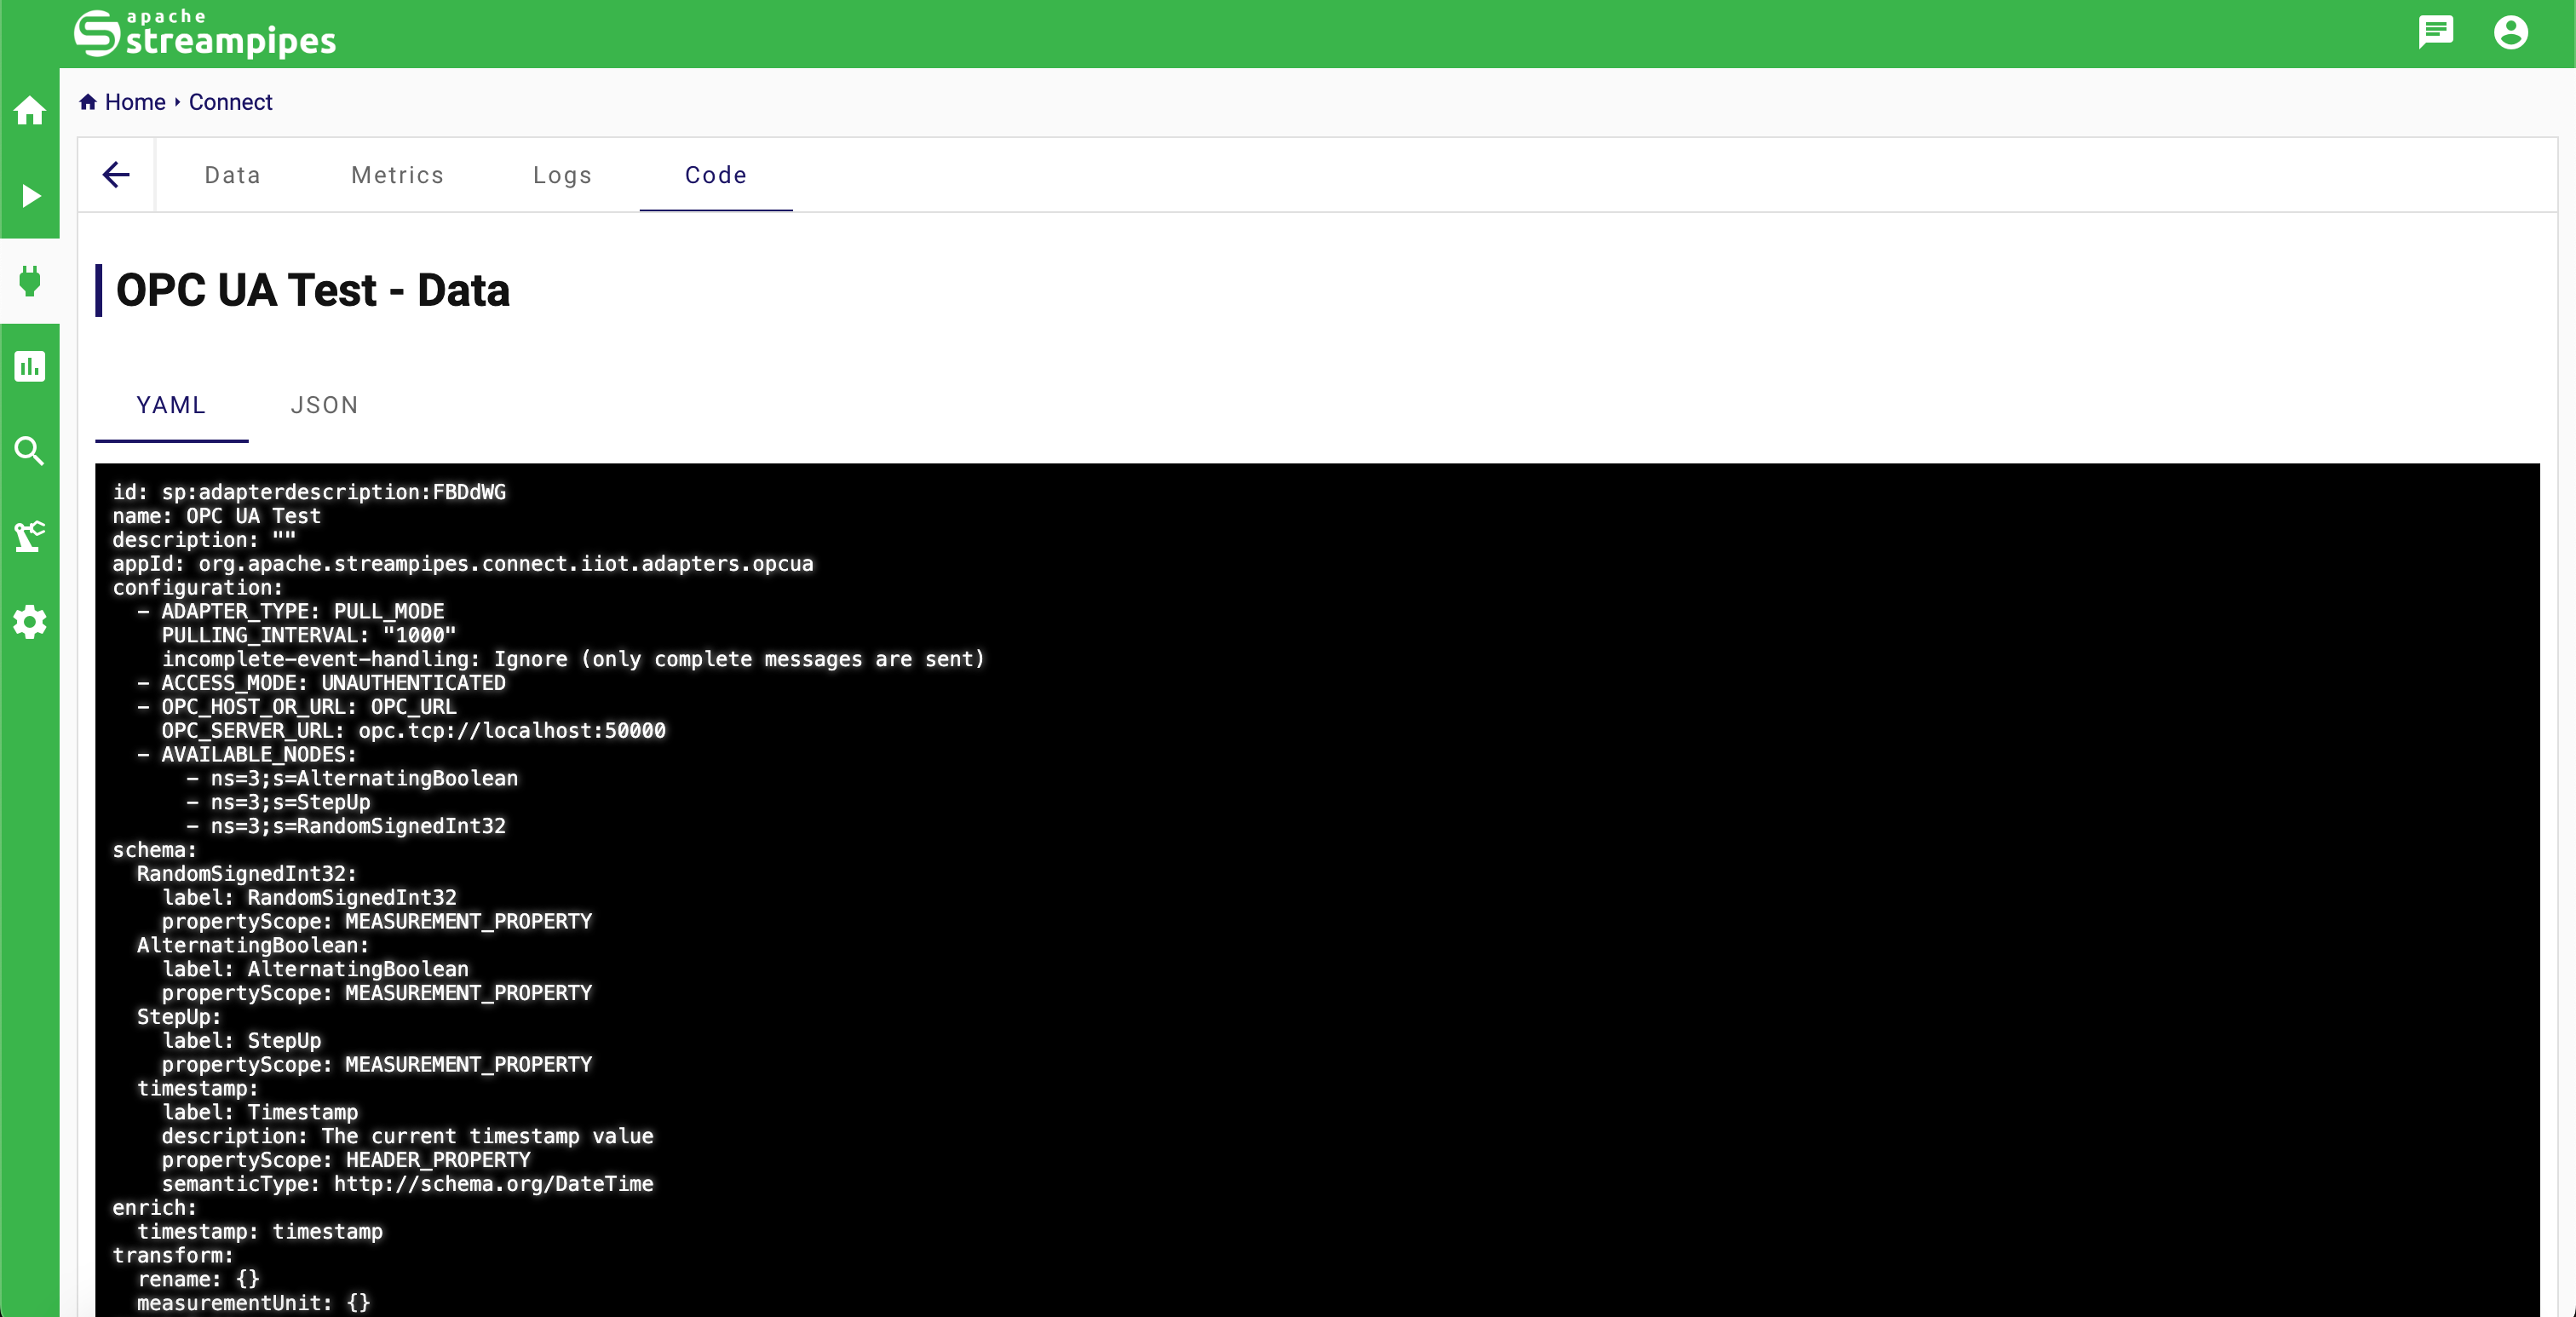 apache
streampipes
Home Connect
Data Metrics Logs Code
OPC UA Test - Data
YAML JSON
id: sp:adapterdescription:FBDdWG
name: OPC UA Test
description: ""
appId: org.apache.streampipes.connect.iiot.adapters.opcua
configuration:
  - ADAPTER_TYPE: PULL_MODE
    PULLING_INTERVAL: "1000"
    incomplete-event-handling: Ignore (only complete messages are sent)
  - ACCESS_MODE: UNAUTHENTICATED
  - OPC_HOST_OR_URL: OPC_URL
    OPC_SERVER_URL: opc.tcp://localhost:50000
  - AVAILABLE_NODES:
      - ns=3;s=AlternatingBoolean
      - ns=3;s=StepUp
      - ns=3;s=RandomSignedInt32
schema:
  RandomSignedInt32:
    label: RandomSignedInt32
    propertyScope: MEASUREMENT_PROPERTY
  AlternatingBoolean:
    label: AlternatingBoolean
    propertyScope: MEASUREMENT_PROPERTY
  StepUp:
    label: StepUp
    propertyScope: MEASUREMENT_PROPERTY
  timestamp:
    label: Timestamp
    description: The current timestamp value
    propertyScope: HEADER_PROPERTY
    semanticType: http://schema.org/DateTime
enrich:
  timestamp: timestamp
transform:
  rename: {}
  measurementUnit: {}